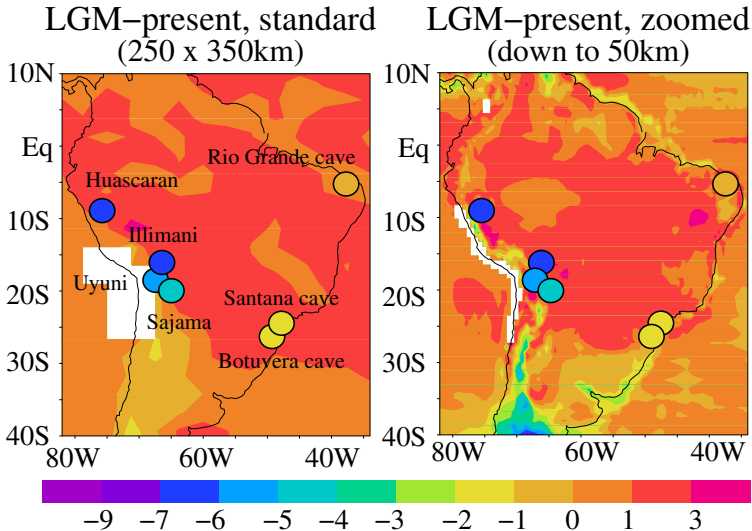 LGM−present, standard
(250 x 350km)
LGM−present, zoomed
(down to 50km)
10N
Eq
10S
20S
30S
40S
Rio Grande cave
Huascaran
Illimani
Uyuni
Sajama
Santana cave
Botuvera cave
80W 60W 40W
10N
Eq
10S
20S
30S
40S
80W 60W 40W
−9 −7 −6 −5 −4 −3 −2 −1 0 1 3